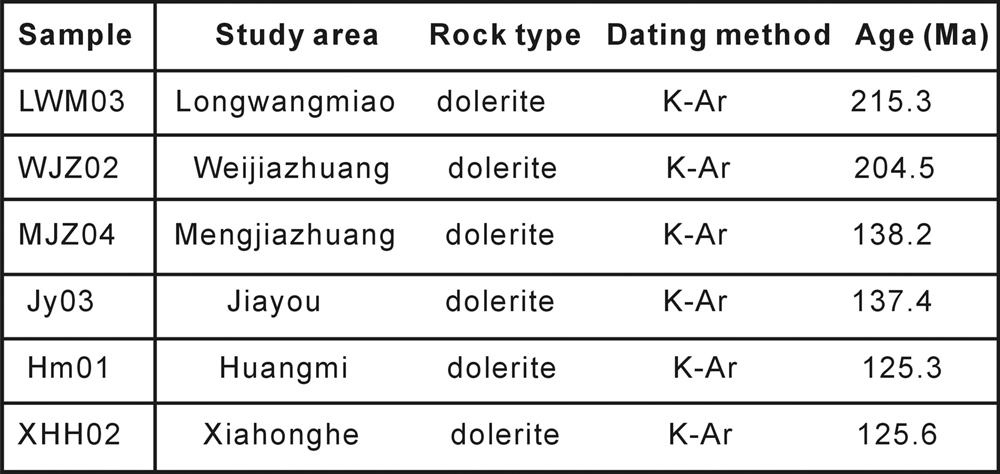 Sample Study area Rock type Dating method Age (Ma)
LWM03 Longwangmiao dolerite K-Ar 215.3
WJZ02 Weijiazhuang dolerite K-Ar 204.5
MJZ04 Mengjiazhuang dolerite K-Ar 138.2
Jy03 Jiayou dolerite K-Ar 137.4
Hm01 Huangmi dolerite K-Ar 125.3
XHH02 Xiahonghe dolerite K-Ar 125.6